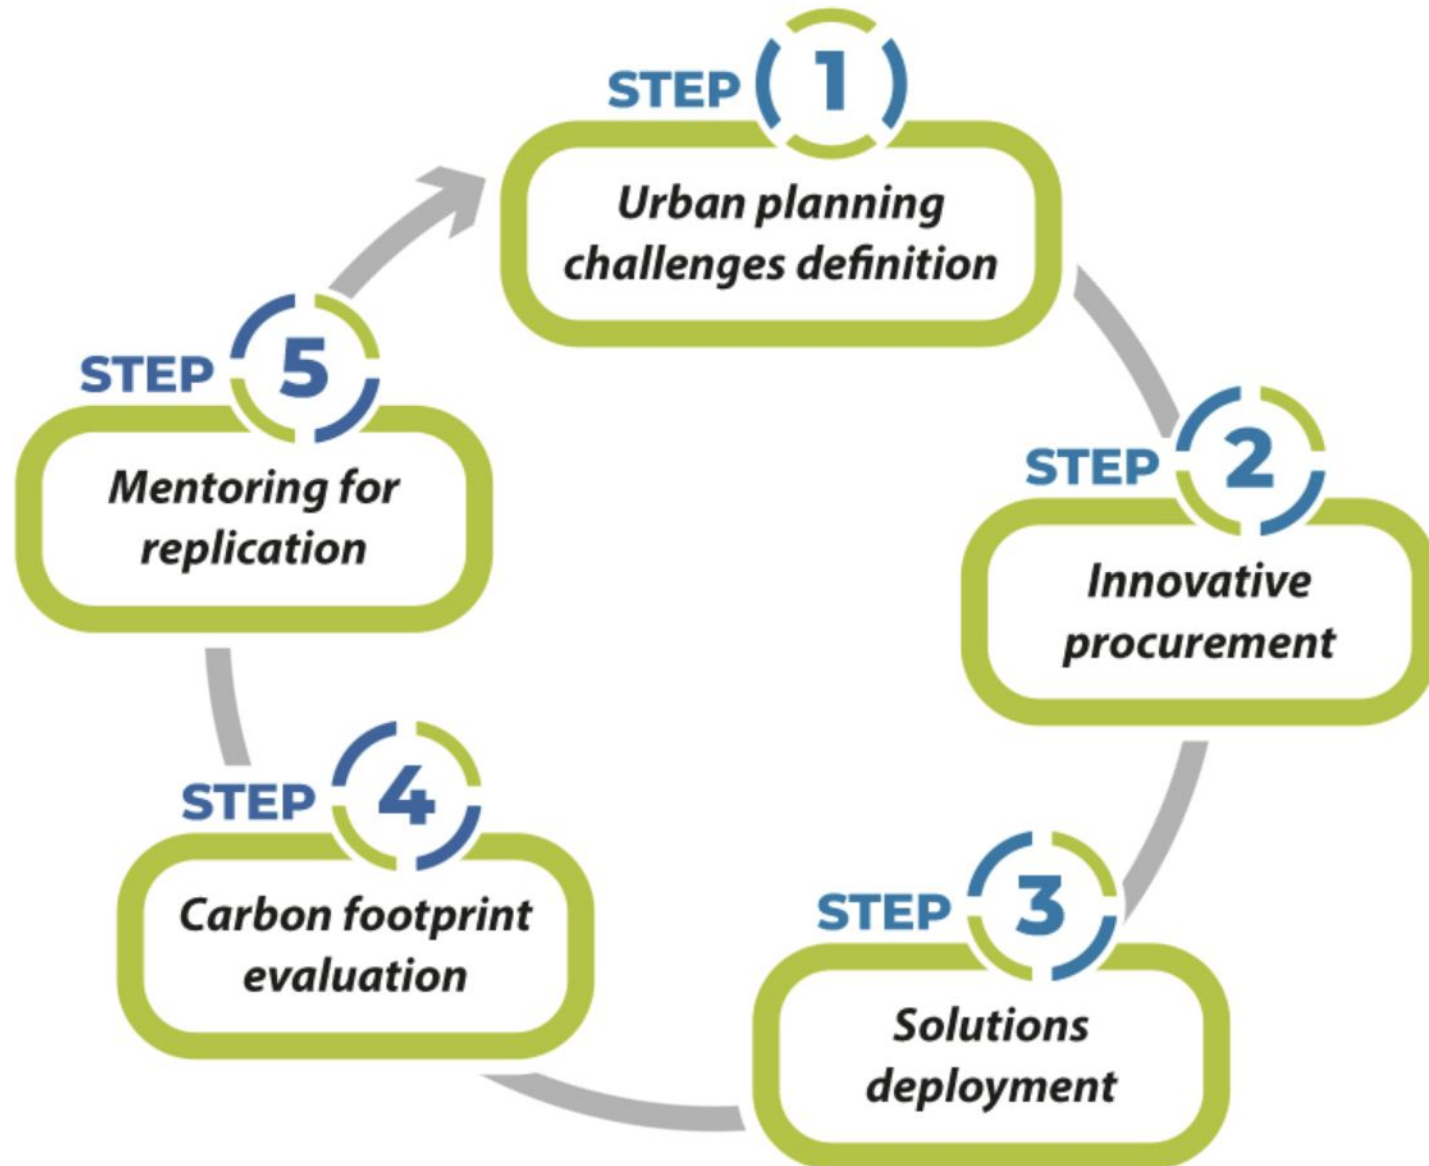 STEP 1
Urban planning
challenges definition
STEP 2
Innovative
procurement
STEP 3
Solutions
deployment
STEP 4
Carbon footprint
evaluation
STEP 5
Mentoring for
replication